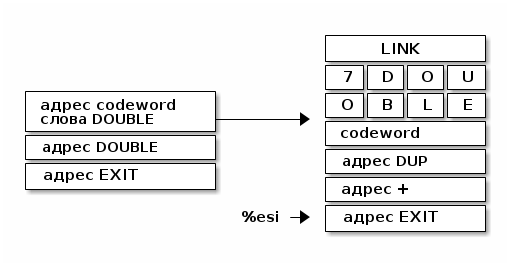 адрес codeword
слова DOUBLE
адрес DOUBLE
адрес EXIT
LINK
7 D O U
O B L E
codeword
адрес DUP
адрес +
%esi
адрес EXIT